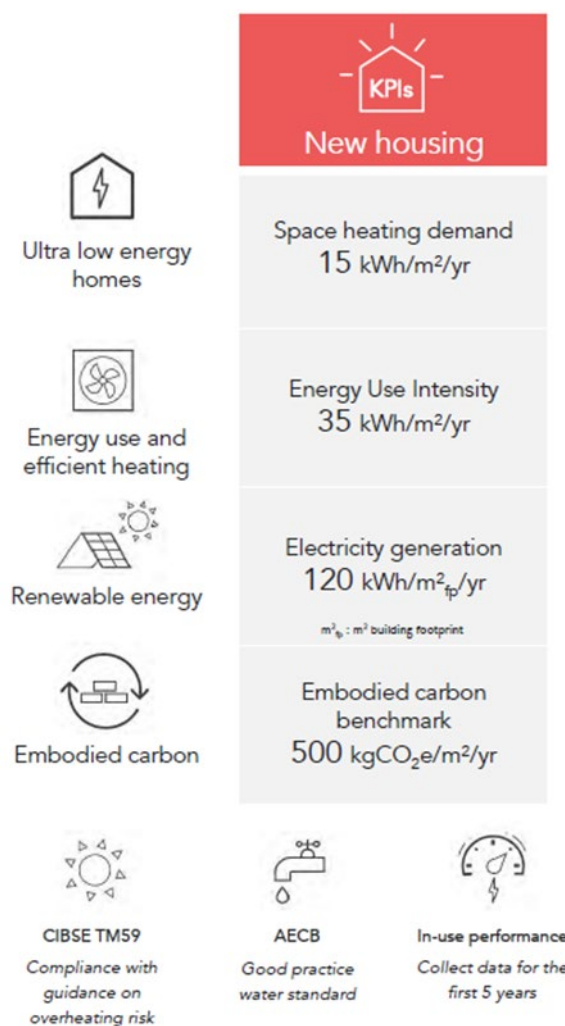 KPIs
New housing
Ultra low energy
homes
Space heating demand
15 kWh/m²/yr
Energy use and
efficient heating
Energy Use Intensity
35 kWh/m²/yr
Renewable energy
Electricity generation
120 kWh/m²fp/yr
m²fp : m² building footprint
Embodied carbon
Embodied carbon
benchmark
500 kgCO₂e/m²/yr
CIBSE TM59
Compliance with
guidance on
overheating risk
AECB
Good practice
water standard
In-use performance
Collect data for the
first 5 years